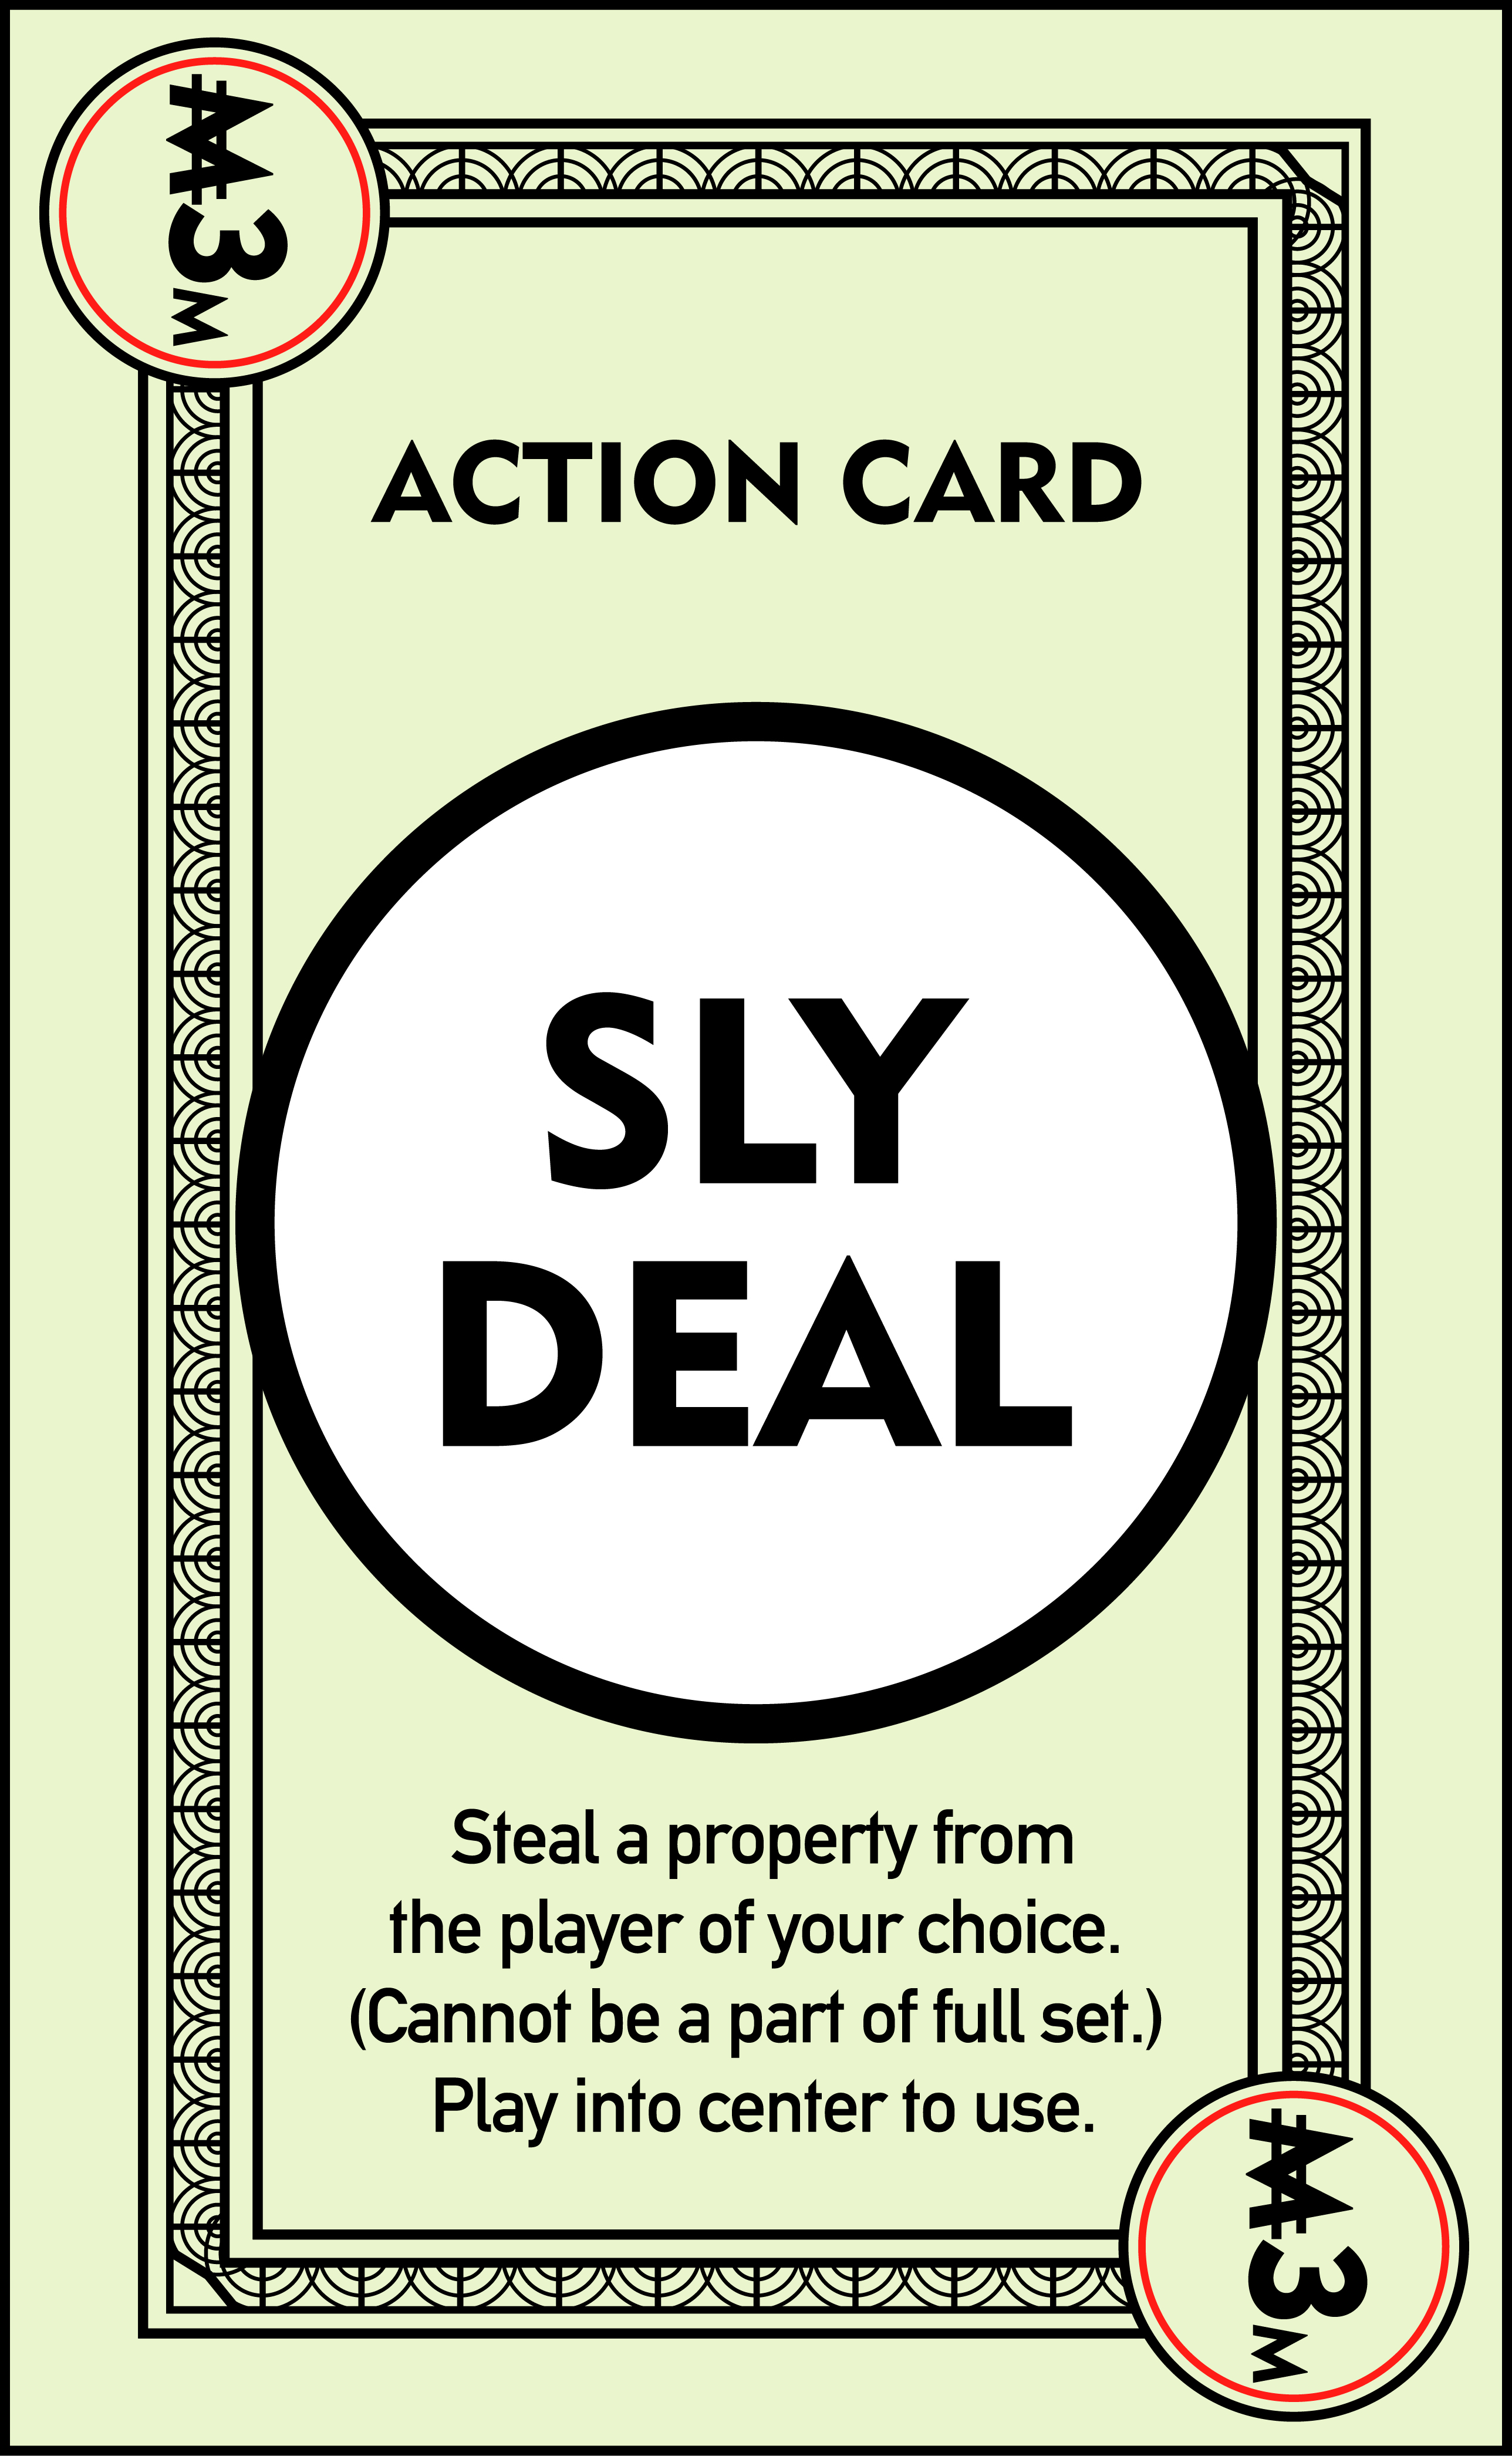 ₩3M
ACTION CARD
SLY
DEAL
Steal a property from
the player of your choice.
(Cannot be a part of full set.)
Play into center to use.
₩3M